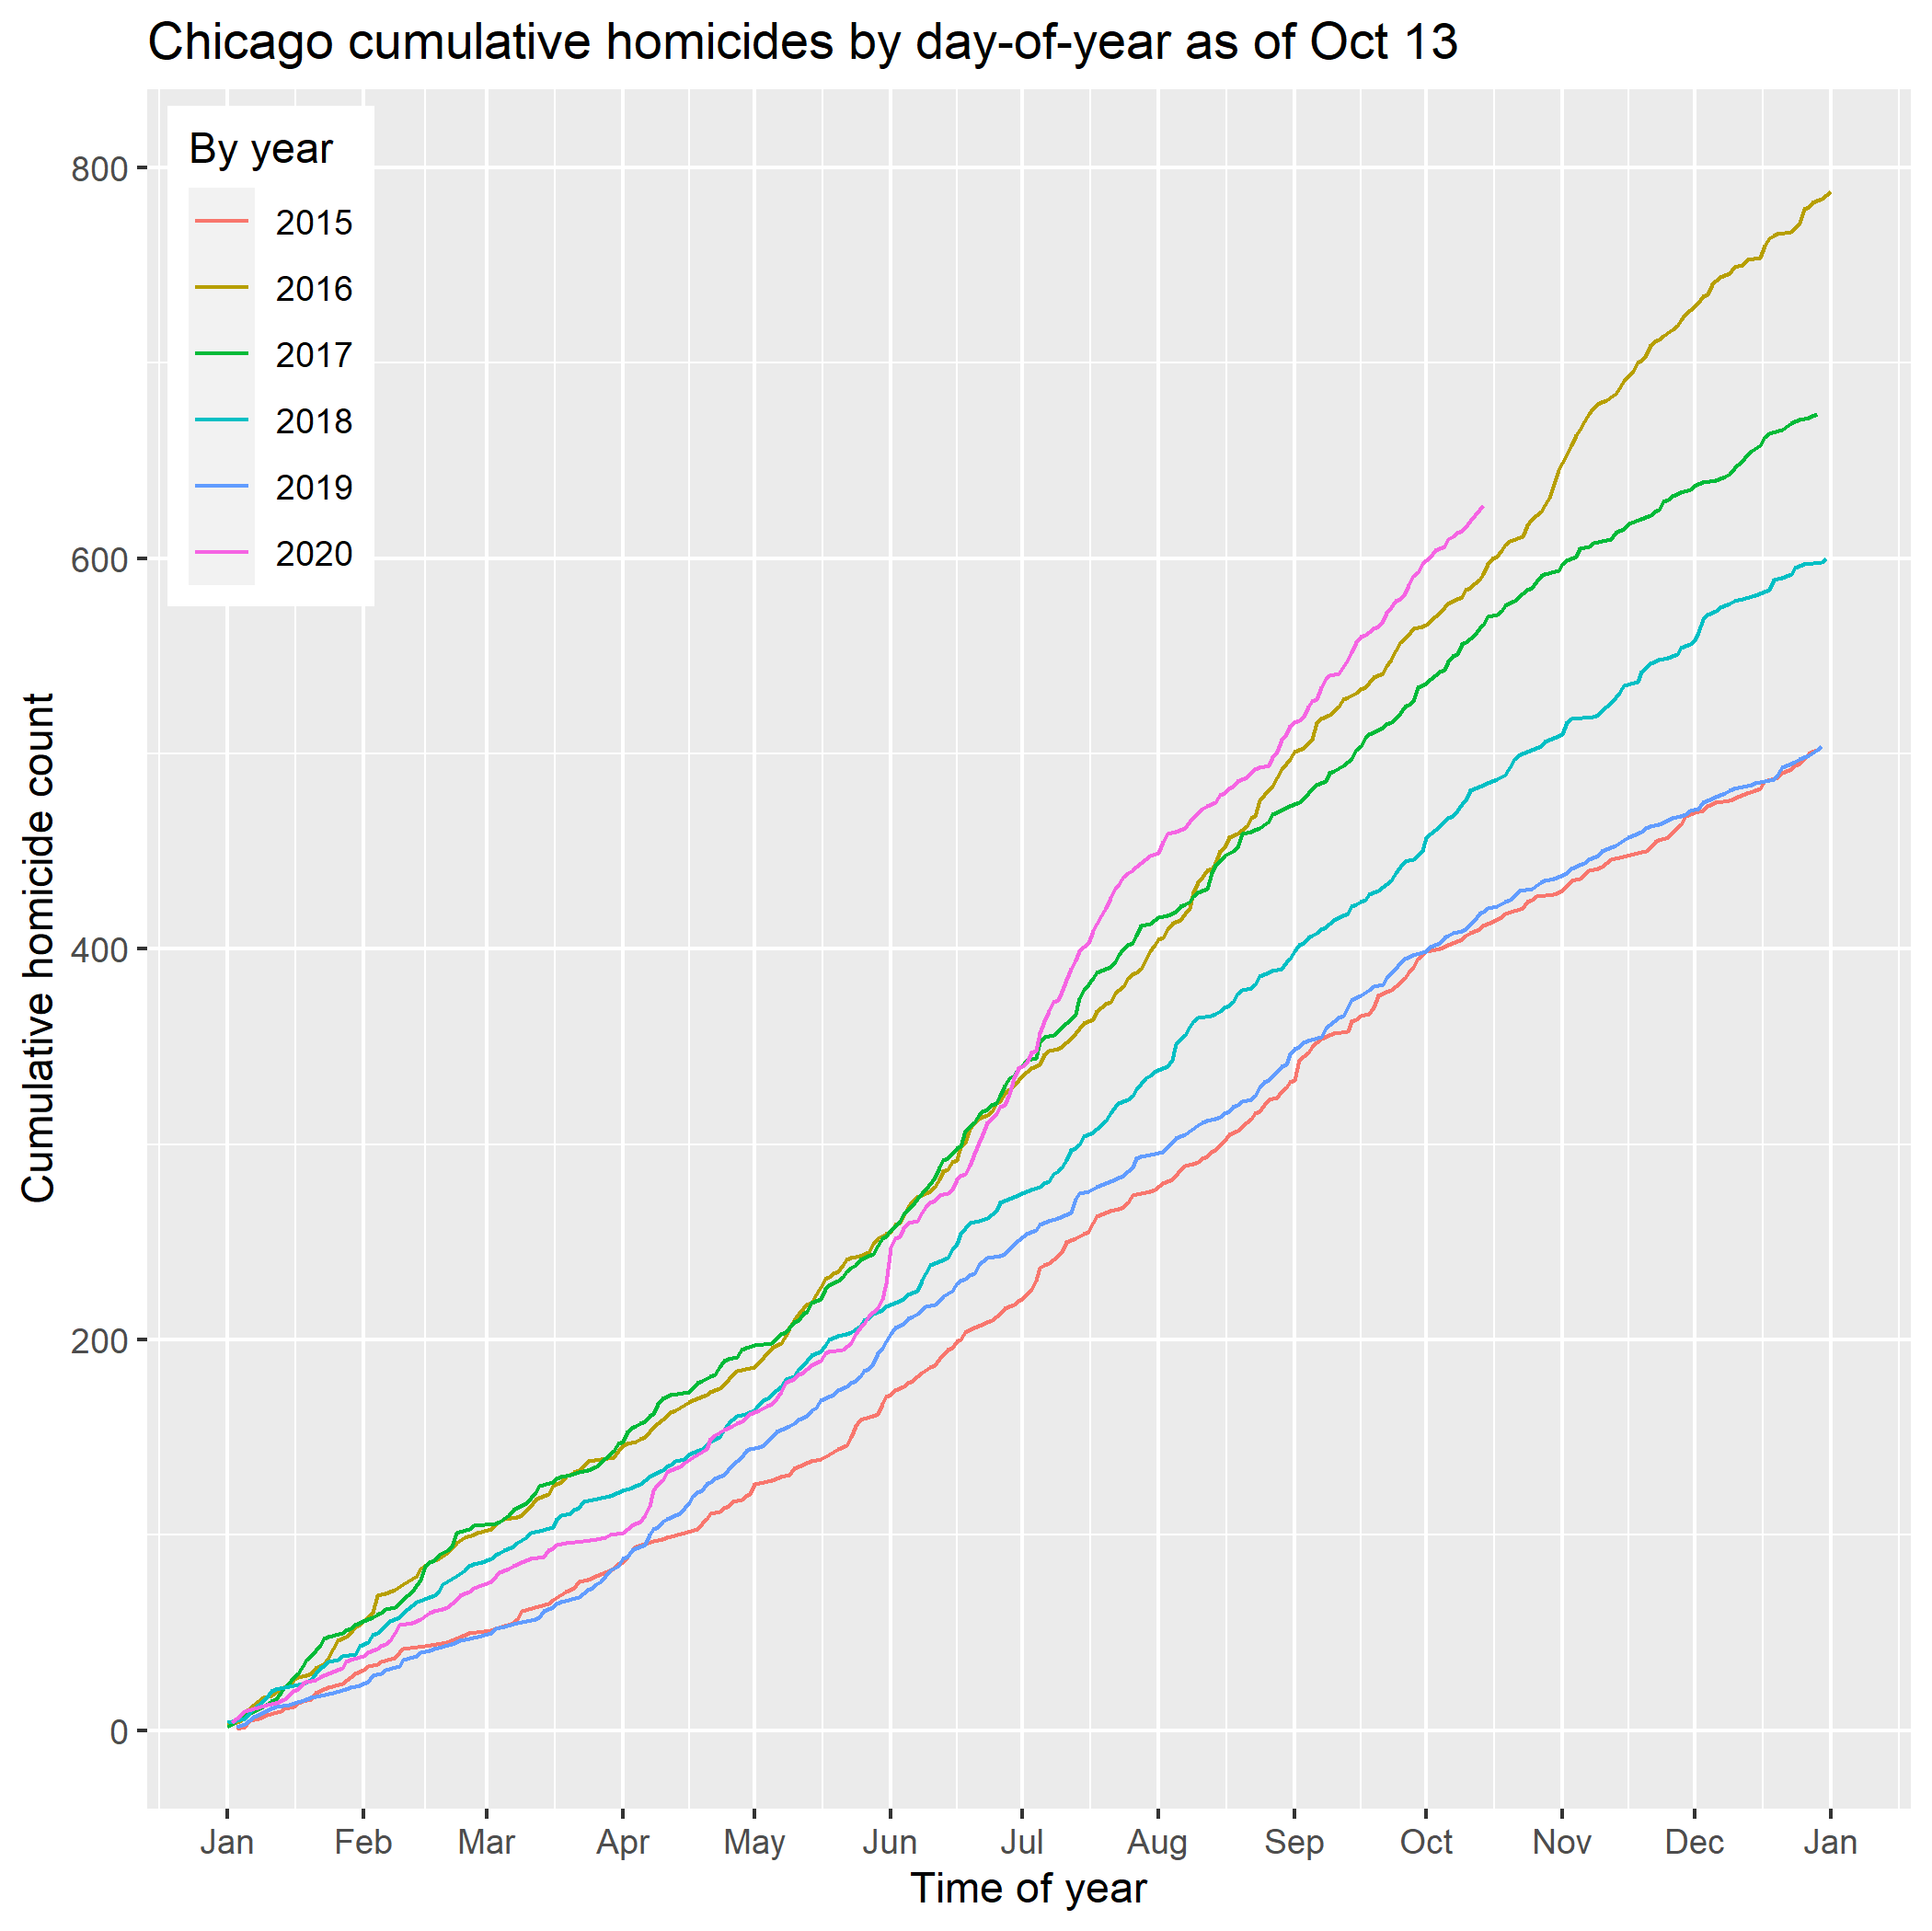 Chicago cumulative homicides by day-of-year as of Oct 13
By year
2015
2016
2017
2018
2019
2020
800
600
400
200
0
Cumulative homicide count
Jan Feb Mar Apr May Jun Jul Aug Sep Oct Nov Dec Jan
Time of year